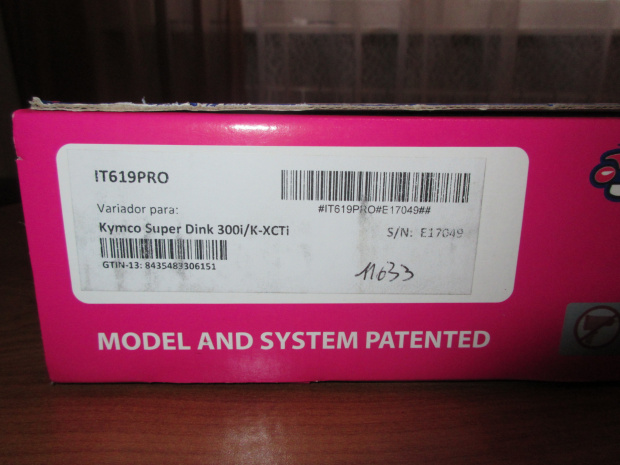 IT619PRO
#IT619PRO#E17049##
Variador para:
Kymco Super Dink 300i/K-XCTi
S/N: E17049
GTIN-13: 8435483306151
11633
MODEL AND SYSTEM PATENTED